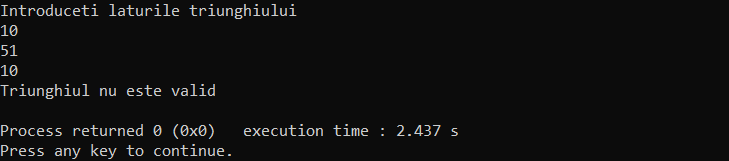 Introduceti laturile triunghiului
10
51
10
Triunghiul nu este valid
Process returned 0 (0x0)   execution time : 2.437 s
Press any key to continue.